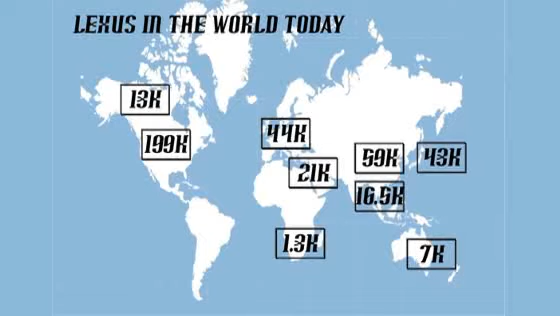 LEXUS IN THE WORLD TODAY
13K
199K
44K
21K
59K
43K
16.5K
1.3K
7K